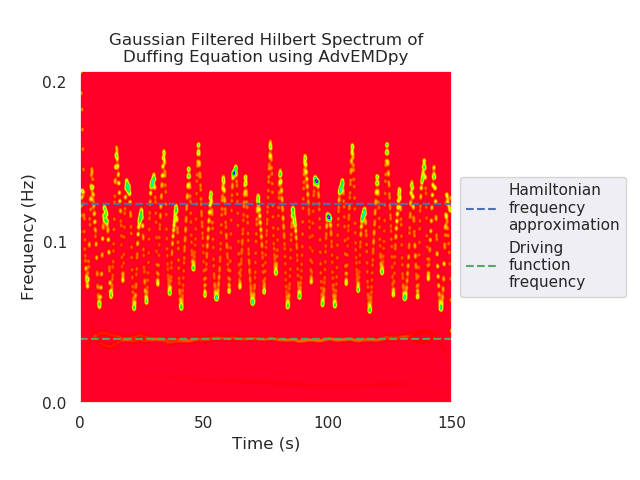 Gaussian Filtered Hilbert Spectrum of
Duffing Equation using AdvEMDpy
0.2
0.1
0.0
Frequency (Hz)
0
50
100
150
Time (s)
Hamiltonian
frequency
approximation
Driving
function
frequency